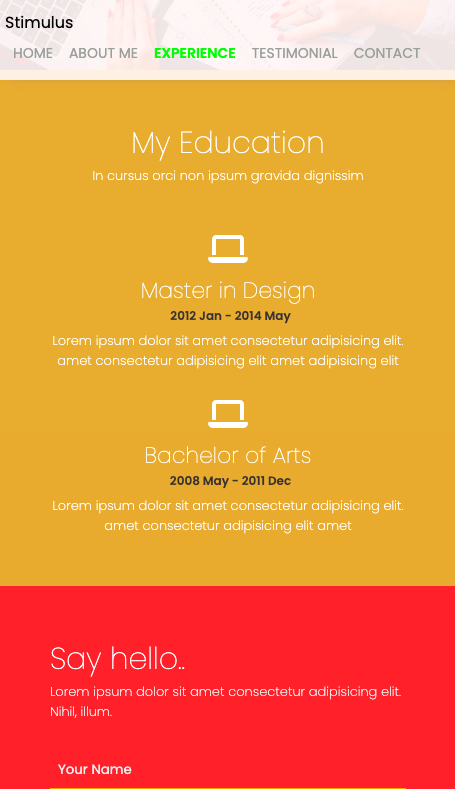 Stimulus
HOME ABOUT ME EXPERIENCE TESTIMONIAL CONTACT
My Education
In cursus orci non ipsum gravida dignissim
Master in Design
2012 Jan - 2014 May
Lorem ipsum dolor sit amet consectetur adipisicing elit.
amet consectetur adipisicing elit amet adipisicing elit
Bachelor of Arts
2008 May - 2011 Dec
Lorem ipsum dolor sit amet consectetur adipisicing elit.
amet consectetur adipisicing elit amet
Say hello..
Lorem ipsum dolor sit amet consectetur adipisicing elit.
Nihil, illum.
Your Name